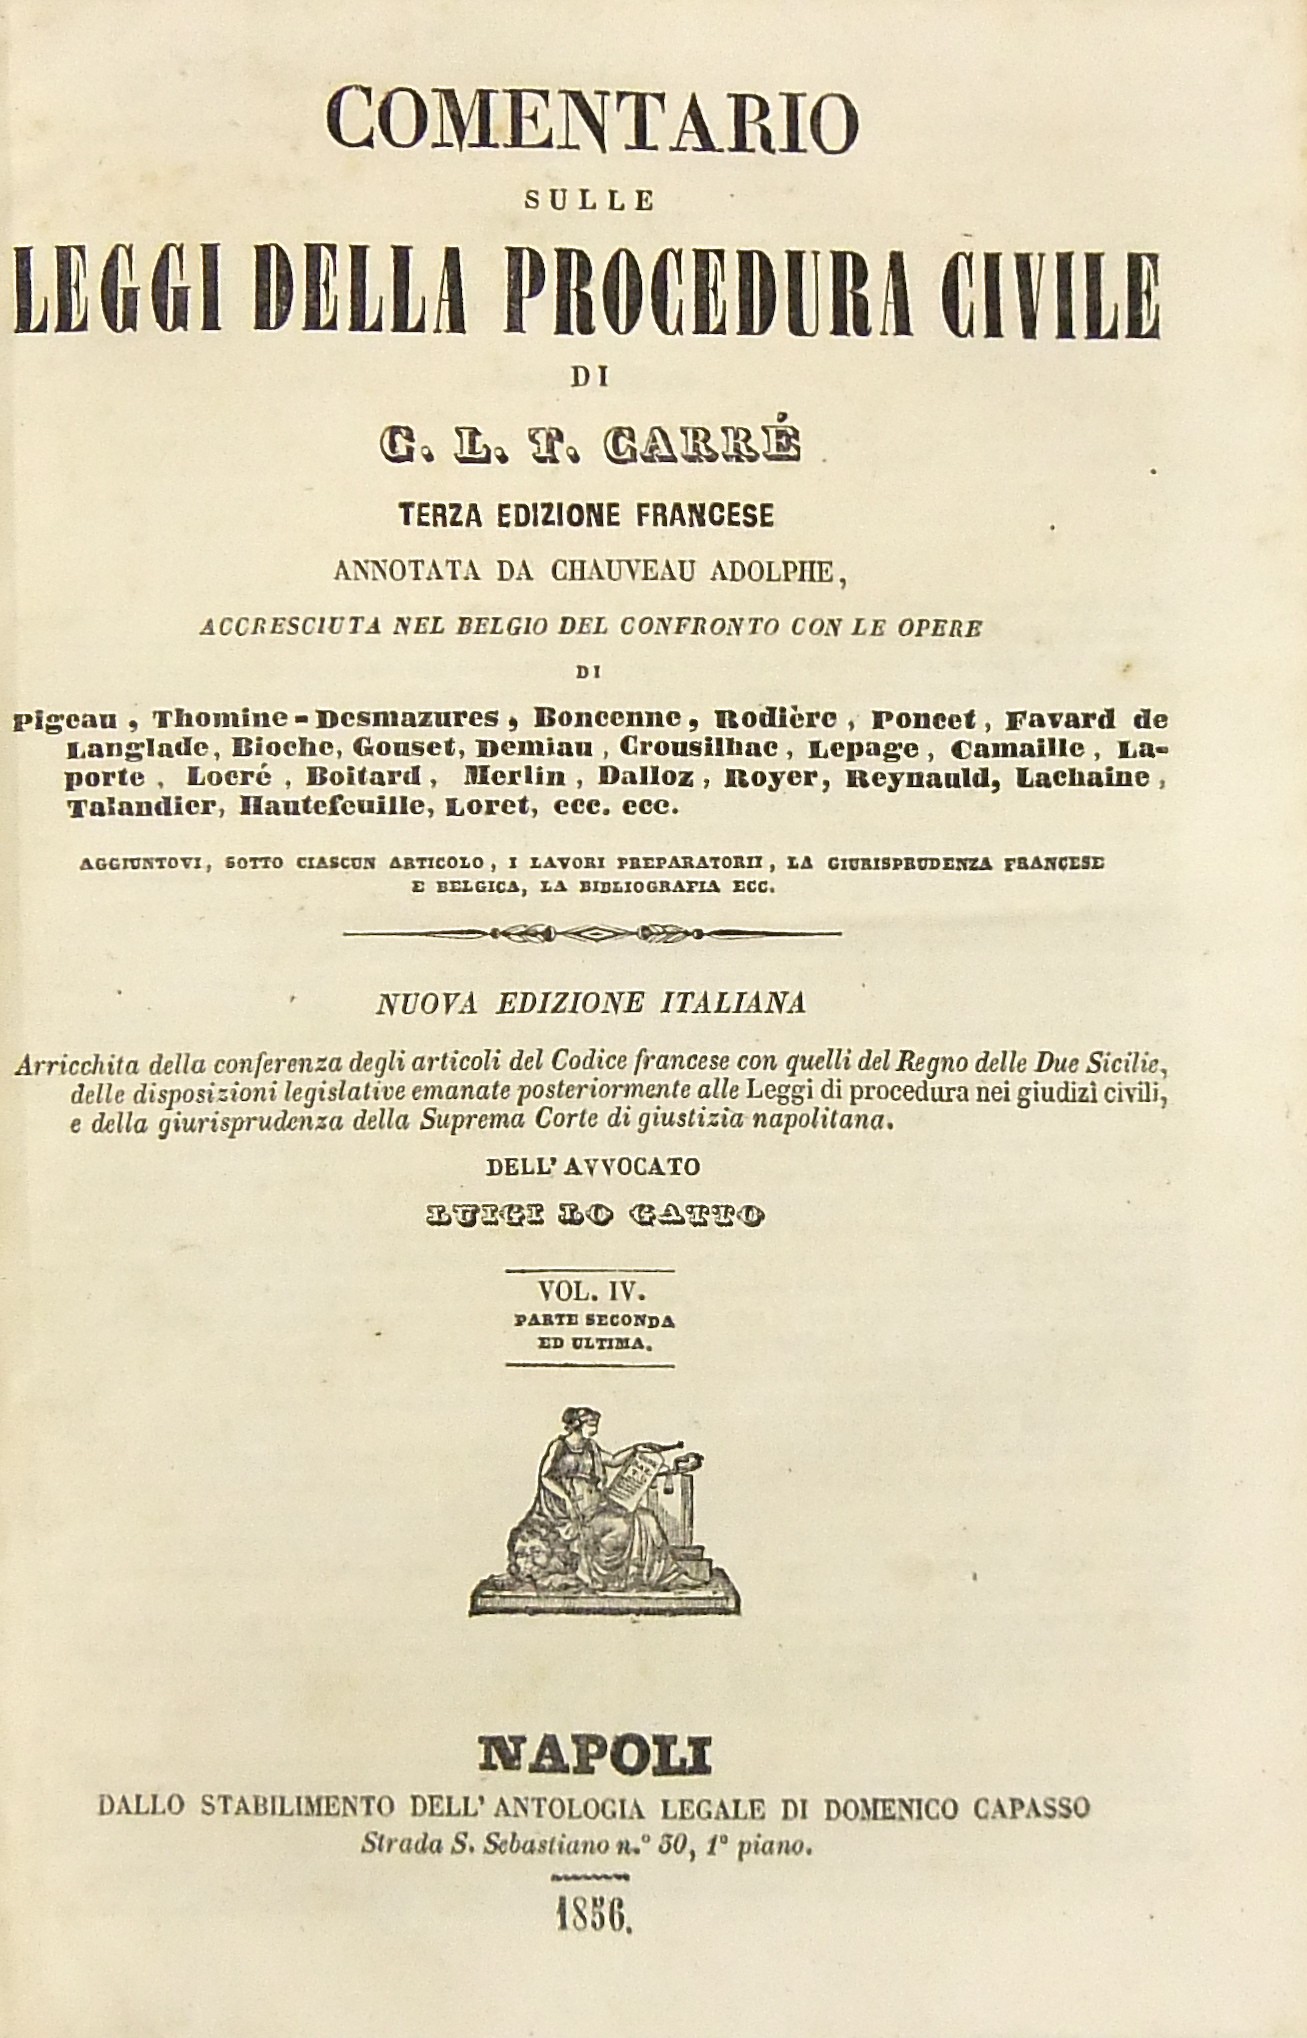 COMENTARIO
SULLE
LEGGI DELLA PROCEDURA CIVILE
DI
G. L. T. CARRÉ
TERZA EDIZIONE FRANCESE
ANNOTATA DA CHAUVEAU ADOLPHE,
ACCRESCIUTA NEL BELGIO DEL CONFRONTO CON LE OPERE
DI
Pigeau, Thomine-Desmazures, Boncenne, Rodière, Poncet, Favard de
Langlade, Bioche, Gouset, Demiau, Crousilhac, Lepage, Camaille, La-
porte, Locré, Boitard, Merlin, Dalloz, Royer, Reynauld, Lachaine,
Talandier, Hautefeuille, Loret, ecc. ecc.
AGGIUNTOVI, SOTTO CIASCUN ARTICOLO, I LAVORI PREPARATORII, LA GIURISPRUDENZA FRANCESE
E BELGICA, LA BIBLIOGRAFIA ECC.
NUOVA EDIZIONE ITALIANA
Arricchita della conferenza degli articoli del Codice francese con quelli del Regno delle Due Sicilie,
delle disposizioni legislative emanate posteriormente alle Leggi di procedura nei giudizì civili,
e della giurisprudenza della Suprema Corte di giustizia napolitana.
DELL' AVVOCATO
LUIGI LO GATTO
VOL. IV.
PARTE SECONDA
ED ULTIMA.
NAPOLI
DALLO STABILIMENTO DELL' ANTOLOGIA LEGALE DI DOMENICO CAPASSO
Strada S. Sebastiano n.° 30, 1° piano.
1856.